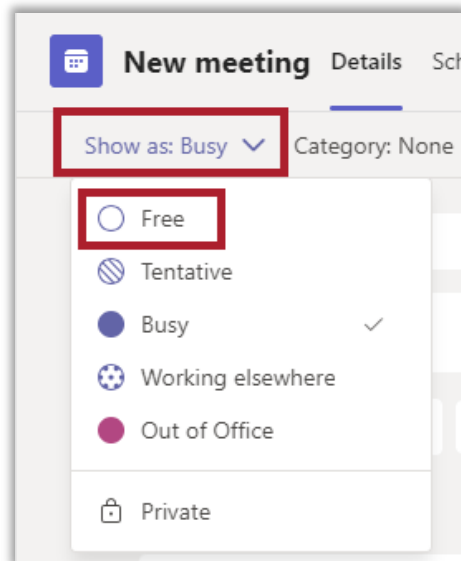 New meeting Details Sch
Show as: Busy Category: None
Free
Tentative
Busy
Working elsewhere
Out of Office
Private